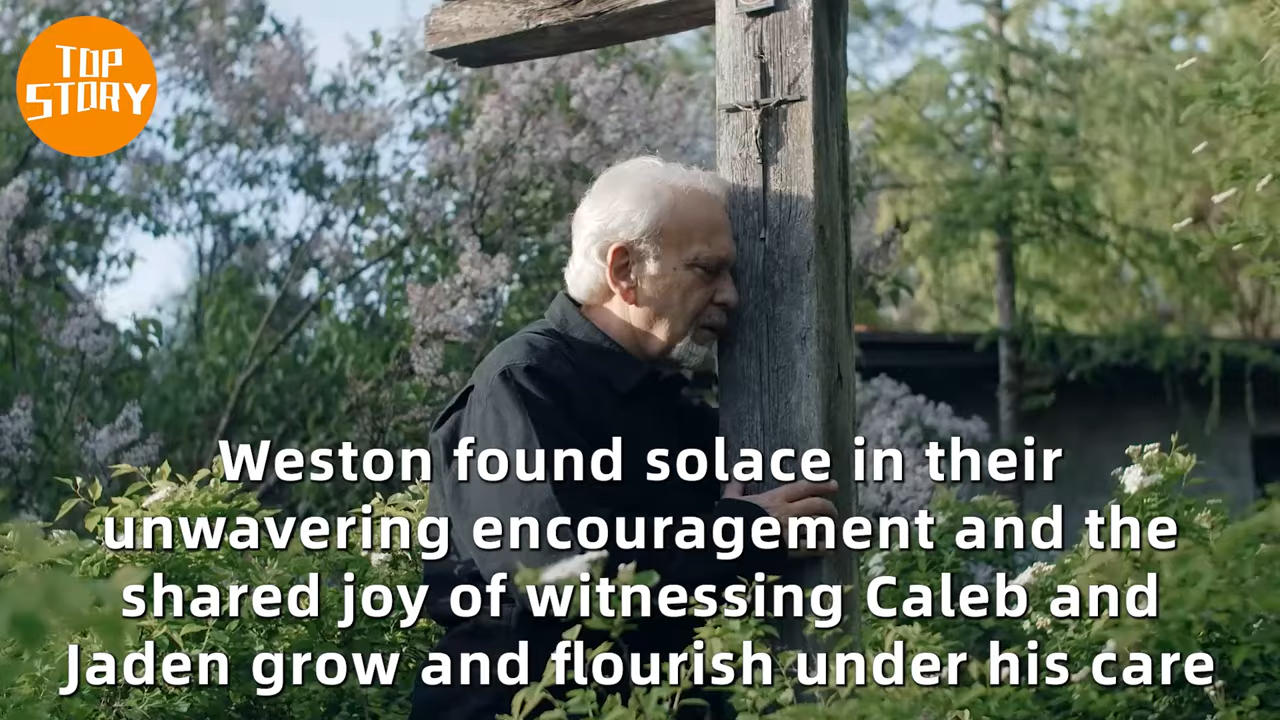 TOP
STORY
Weston found solace in their
unwavering encouragement and the
shared joy of witnessing Caleb and
Jaden grow and flourish under his care